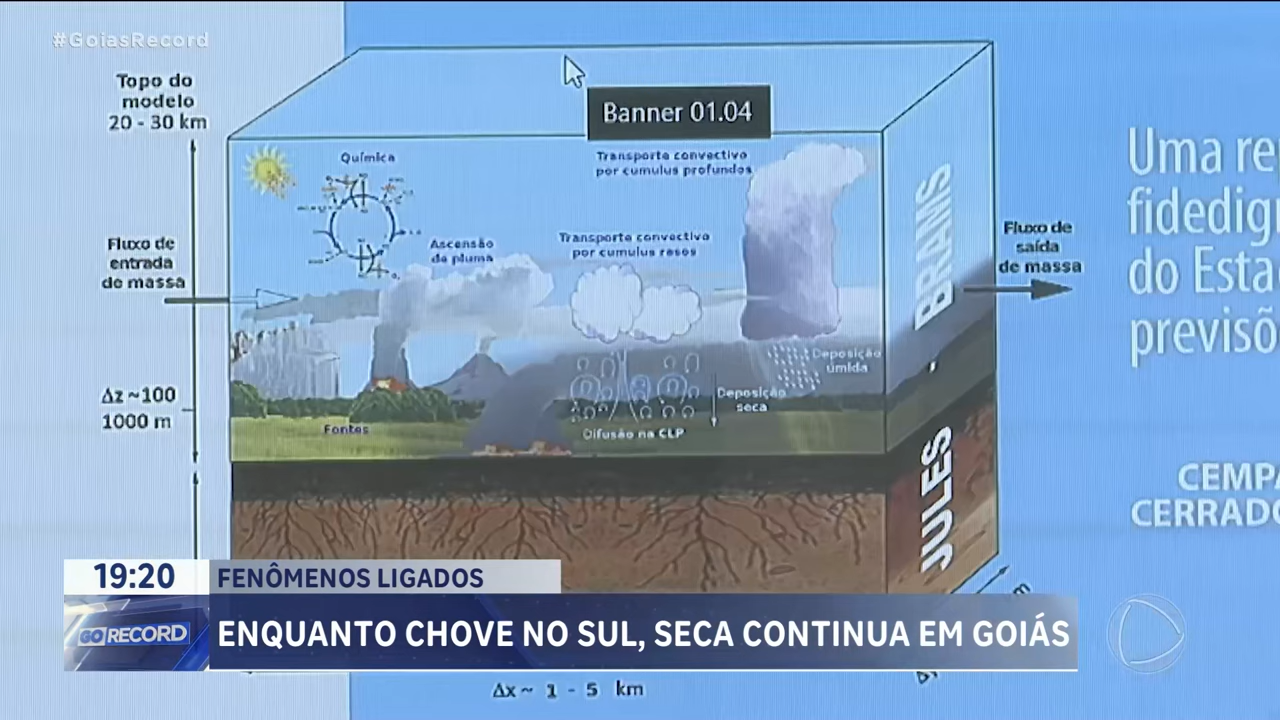 #GoiasRecord
Topo do
modelo
20 - 30 km
Banner 01.04
Química
Transporte convectivo
por cumulus profundos
Uma re
fidedign
do Esta
previsõ
Fluxo de
entrada
de massa
Ascensão
de pluma
Transporte convectivo
por cumulus rasos
BRAMS
Fluxo de
saída
de massa
Deposição
úmida
Δz ~100
1000 m
Deposição
seca
Fontes
Difusão na CLP
- JULES
CEMPA
CERRADO
19:20
FENÔMENOS LIGADOS
GO RECORD
ENQUANTO CHOVE NO SUL, SECA CONTINUA EM GOIÁS
Δx ~ 1 - 5 km